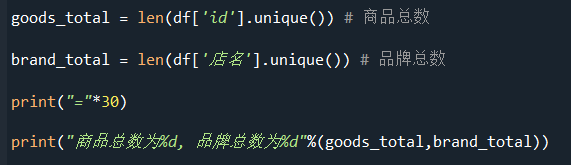 goods_total = len(df['id'].unique()) # 商品总数
brand_total = len(df['店名'].unique()) # 品牌总数
print("="*30)
print("商品总数为%d, 品牌总数为%d"%(goods_total,brand_total))